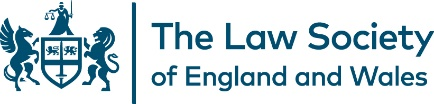 The Law Society
of England and Wales